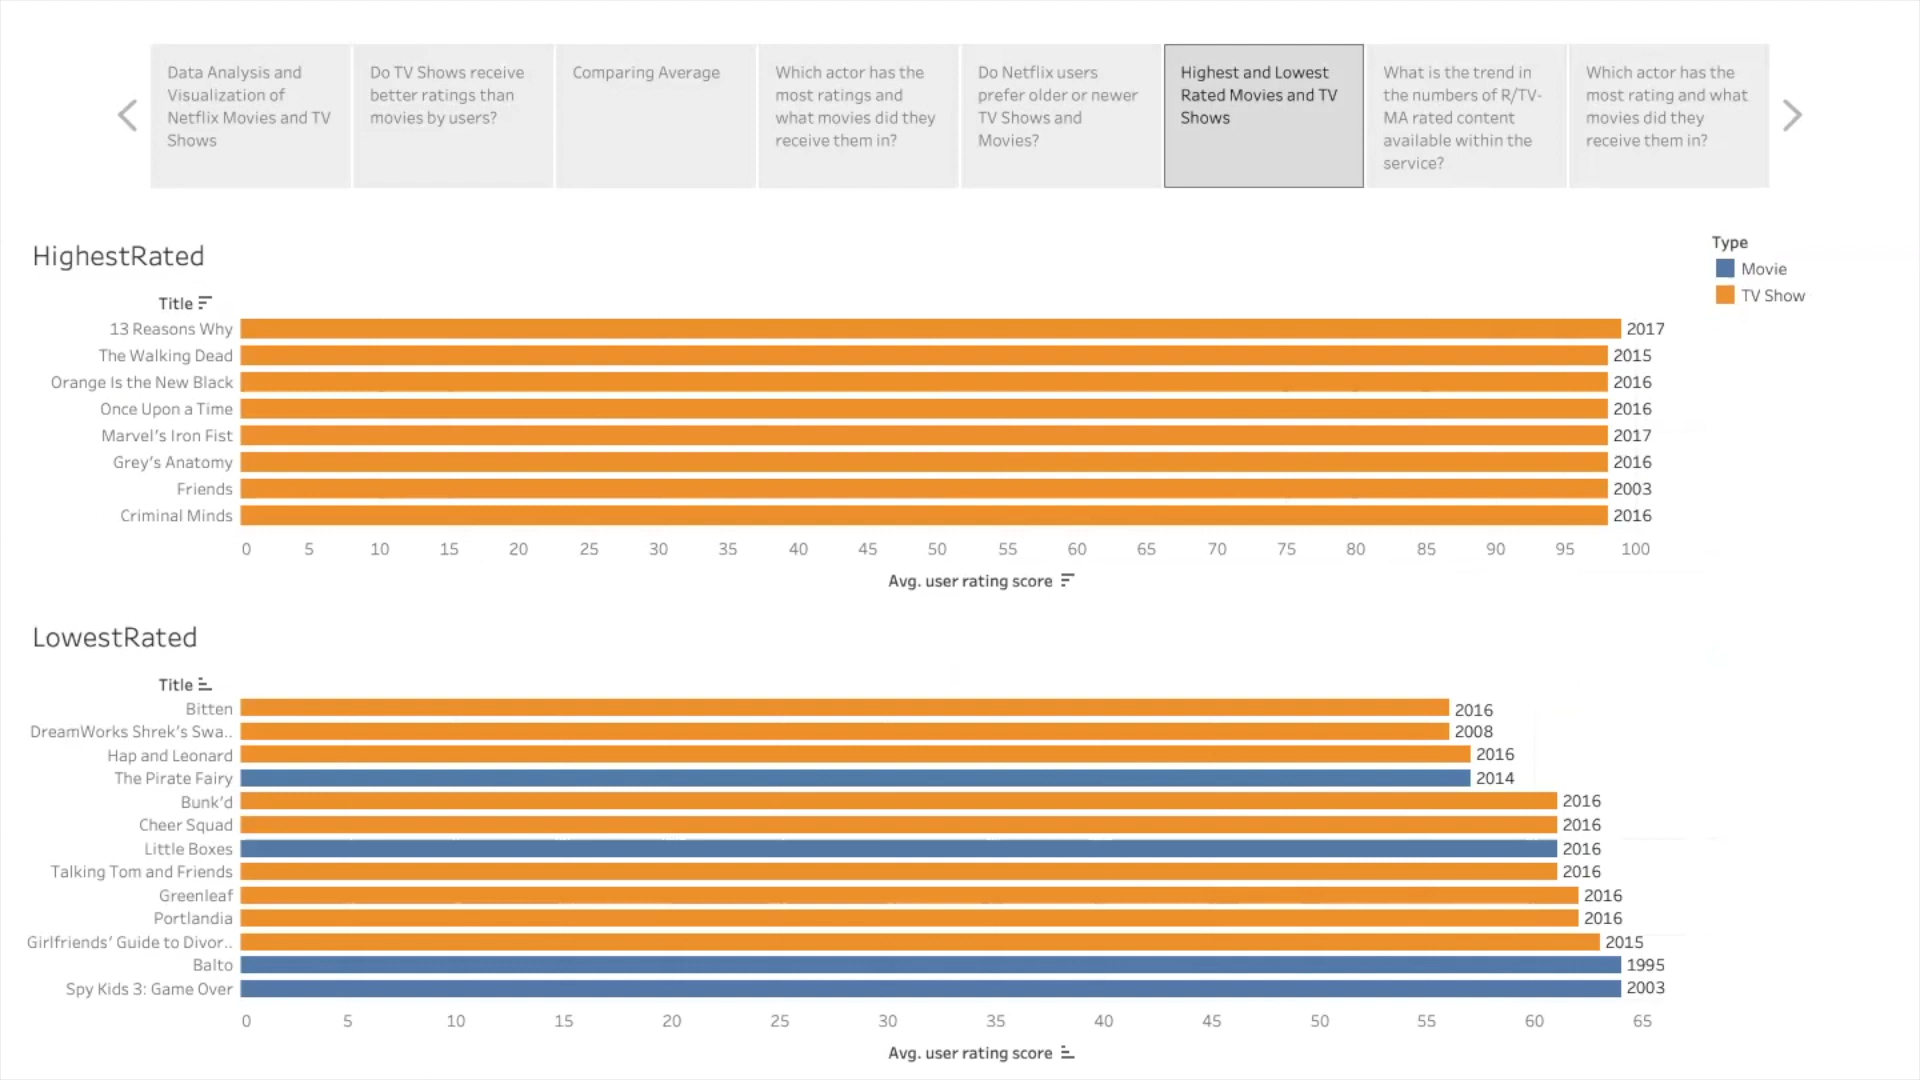 Data Analysis and
Visualization of
Netflix Movies and TV
Shows
Do TV Shows receive
better ratings than
movies by users?
Comparing Average
Which actor has the
most ratings and
what movies did they
receive them in?
Do Netflix users
prefer older or newer
TV Shows and
Movies?
Highest and Lowest
Rated Movies and TV
Shows
What is the trend in
the numbers of R/TV-
MA rated content
available within the
service?
Which actor has the
most rating and what
movies did they
receive them in?
HighestRated
Type
Movie
TV Show
Title
13 Reasons Why 2017
The Walking Dead 2015
Orange Is the New Black 2016
Once Upon a Time 2016
Marvel's Iron Fist 2017
Grey's Anatomy 2016
Friends 2003
Criminal Minds 2016
0 5 10 15 20 25 30 35 40 45 50 55 60 65 70 75 80 85 90 95 100
Avg. user rating score
LowestRated
Title
Bitten 2016
DreamWorks Shrek's Swa.. 2008
Hap and Leonard 2016
The Pirate Fairy 2014
Bunk'd 2016
Cheer Squad 2016
Little Boxes 2016
Talking Tom and Friends 2016
Greenleaf 2016
Portlandia 2016
Girlfriends' Guide to Divor.. 2015
Balto 1995
Spy Kids 3: Game Over 2003
0 5 10 15 20 25 30 35 40 45 50 55 60 65
Avg. user rating score